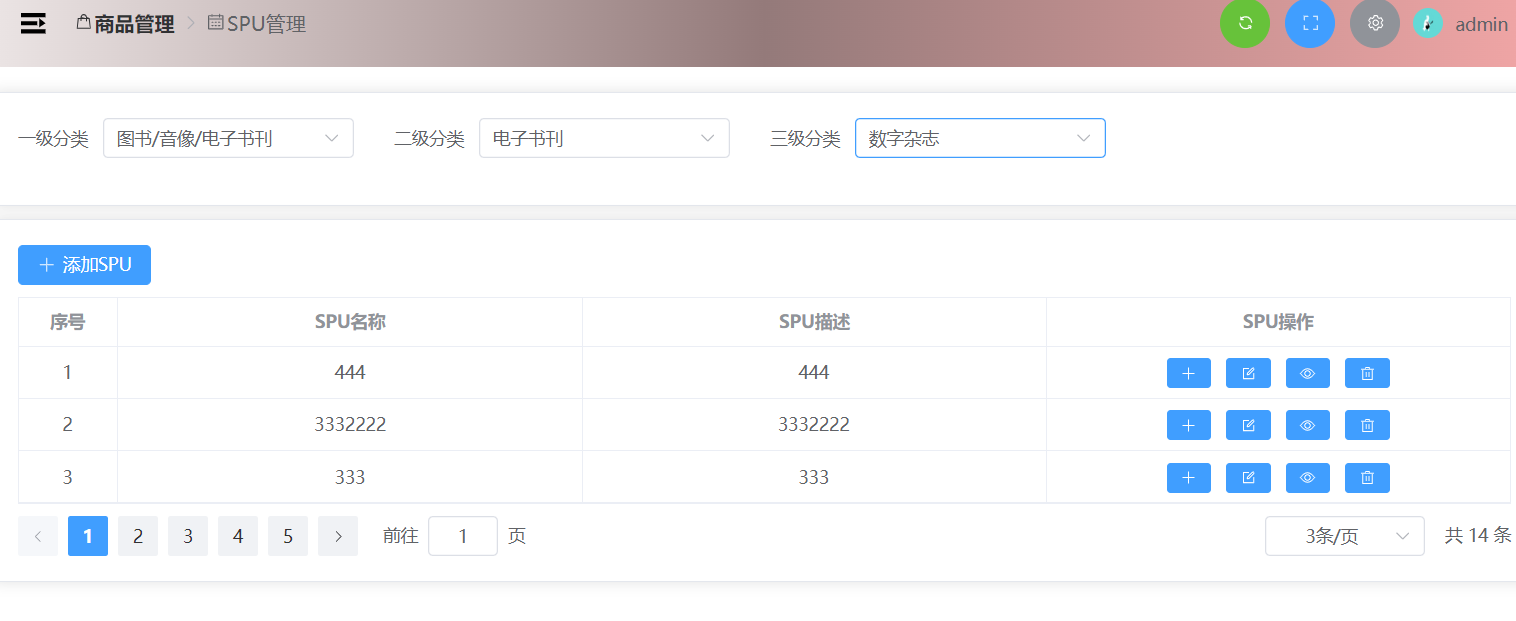 商品管理 SPU管理 admin
一级分类 图书/音像/电子书刊 二级分类 电子书刊 三级分类 数字杂志
添加SPU
序号 SPU名称 SPU描述 SPU操作
1 444 444
2 3332222 3332222
3 333 333
1 2 3 4 5 前往 1 页 3条/页 共 14 条